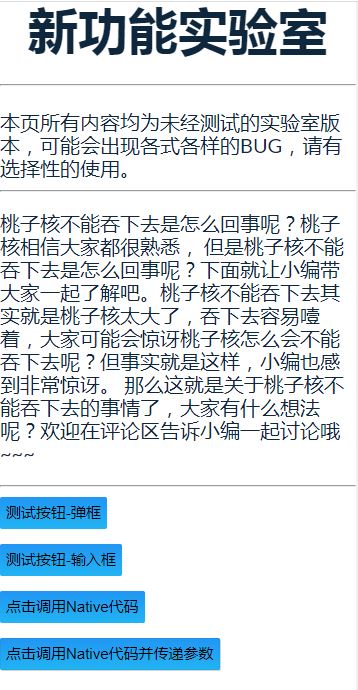 新功能实验室
本页所有内容均为未经测试的实验室版
本，可能会出现各式各样的BUG，请有
选择性的使用。
桃子核不能吞下去是怎么回事呢？桃子
核相信大家都很熟悉， 但是桃子核不能
吞下去是怎么回事呢？下面就让小编带
大家一起了解吧。桃子核不能吞下去其
实就是桃子核太大了，吞下去容易噎
着，大家可能会惊讶桃子核怎么会不能
吞下去呢？但事实就是这样，小编也感
到非常惊讶。 那么这就是关于桃子核不
能吞下去的事情了，大家有什么想法
呢？欢迎在评论区告诉小编一起讨论哦
~~~
测试按钮-弹框
测试按钮-输入框
点击调用Native代码
点击调用Native代码并传递参数